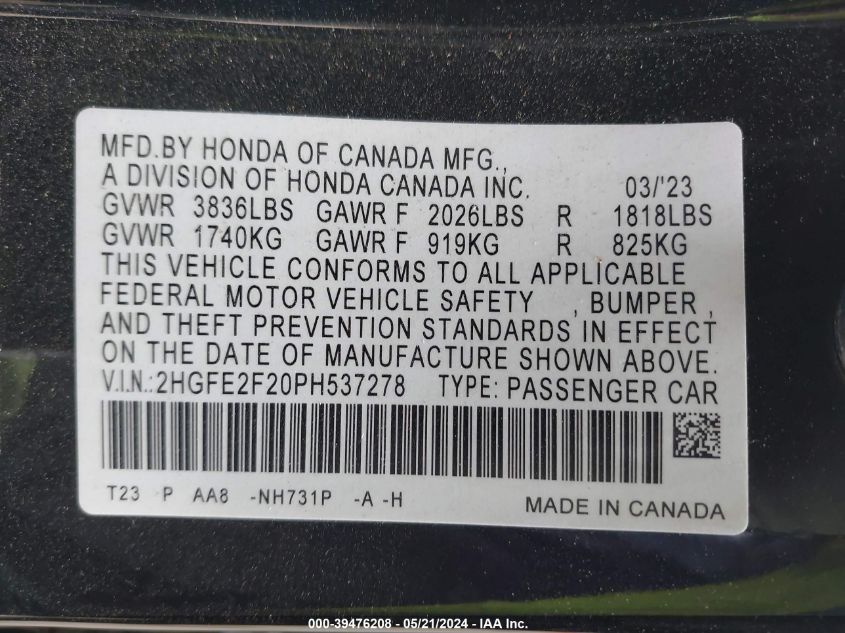 MFD.BY HONDA OF CANADA MFG.,
A DIVISION OF HONDA CANADA INC. 03/'23
GVWR 3836LBS GAWR F 2026LBS R 1818LBS
GVWR 1740KG GAWR F 919KG R 825KG
THIS VEHICLE CONFORMS TO ALL APPLICABLE
FEDERAL MOTOR VEHICLE SAFETY , BUMPER ,
AND THEFT PREVENTION STANDARDS IN EFFECT
ON THE DATE OF MANUFACTURE SHOWN ABOVE.
V.I.N.:2HGFE2F20PH537278 TYPE: PASSENGER CAR
T23 P AA8 -NH731P -A -H MADE IN CANADA
000-39476208 - 05/21/2024 - IAA Inc.